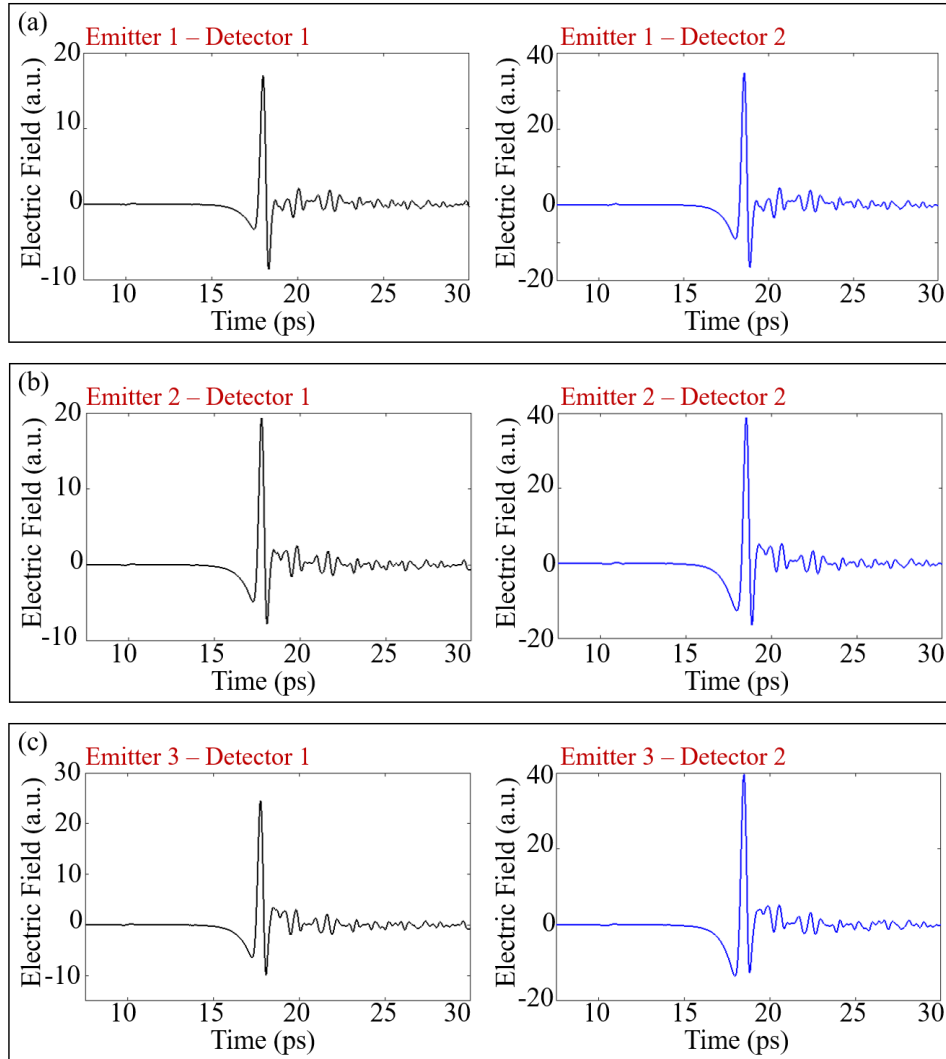 (a)
Emitter 1 – Detector 1
Electric Field (a.u.)
20
10
0
-10
10 15 20 25 30
Time (ps)
Emitter 1 – Detector 2
Electric Field (a.u.)
40
20
0
-20
10 15 20 25 30
Time (ps)
(b)
Emitter 2 – Detector 1
Electric Field (a.u.)
20
10
0
-10
10 15 20 25 30
Time (ps)
Emitter 2 – Detector 2
Electric Field (a.u.)
40
20
0
-20
10 15 20 25 30
Time (ps)
(c)
Emitter 3 – Detector 1
Electric Field (a.u.)
30
20
10
0
-10
10 15 20 25 30
Time (ps)
Emitter 3 – Detector 2
Electric Field (a.u.)
40
20
0
-20
10 15 20 25 30
Time (ps)